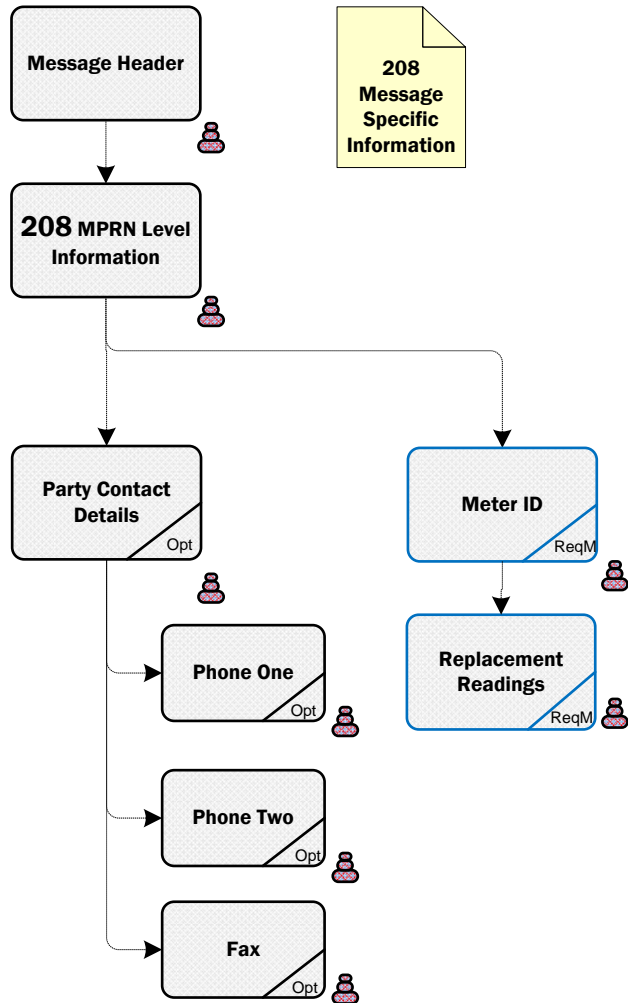 Message Header
208
Message
Specific
Information
208 MPRN Level
Information
Party Contact
Details
Opt
Meter ID
ReqM
Phone One
Opt
Replacement
Readings
ReqM
Phone Two
Opt
Fax
Opt